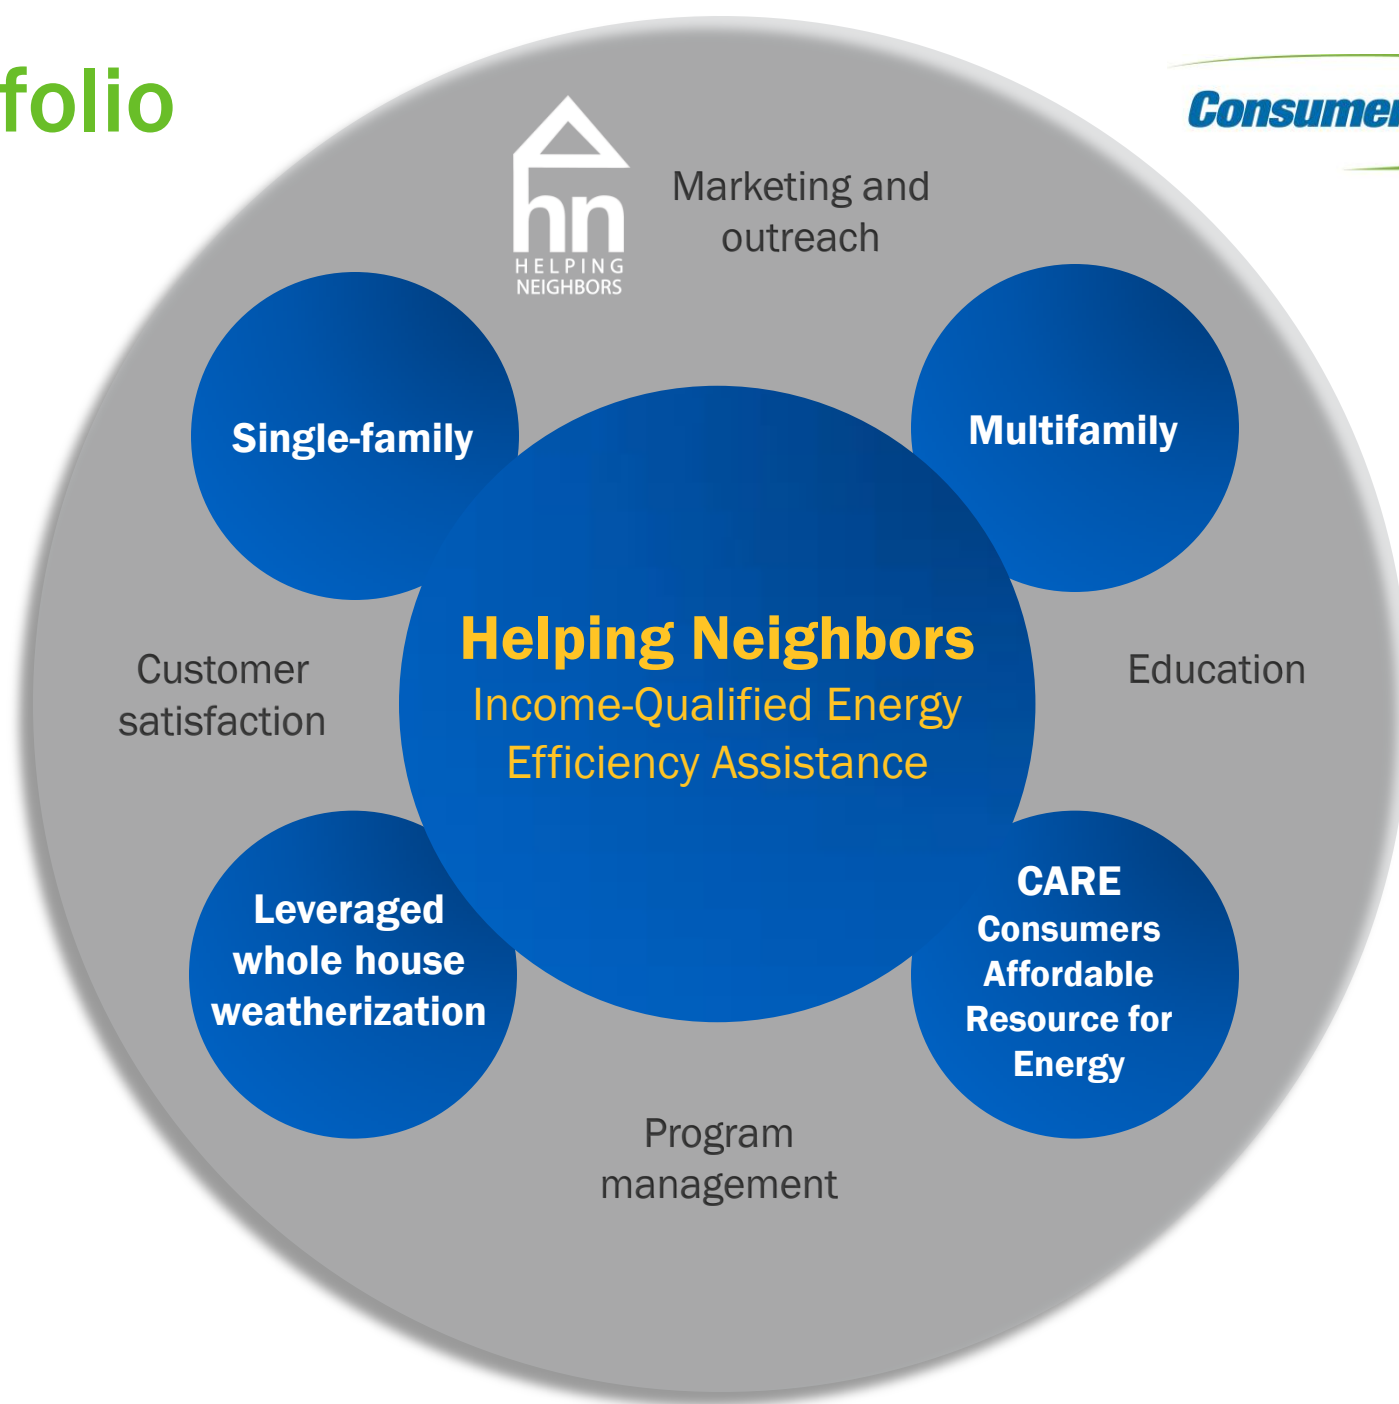 folio
Consumer
hn
HELPING
NEIGHBORS
Marketing and
outreach
Single-family
Multifamily
Helping Neighbors
Income-Qualified Energy
Efficiency Assistance
Customer
satisfaction
Education
Leveraged
whole house
weatherization
CARE
Consumers
Affordable
Resource for
Energy
Program
management